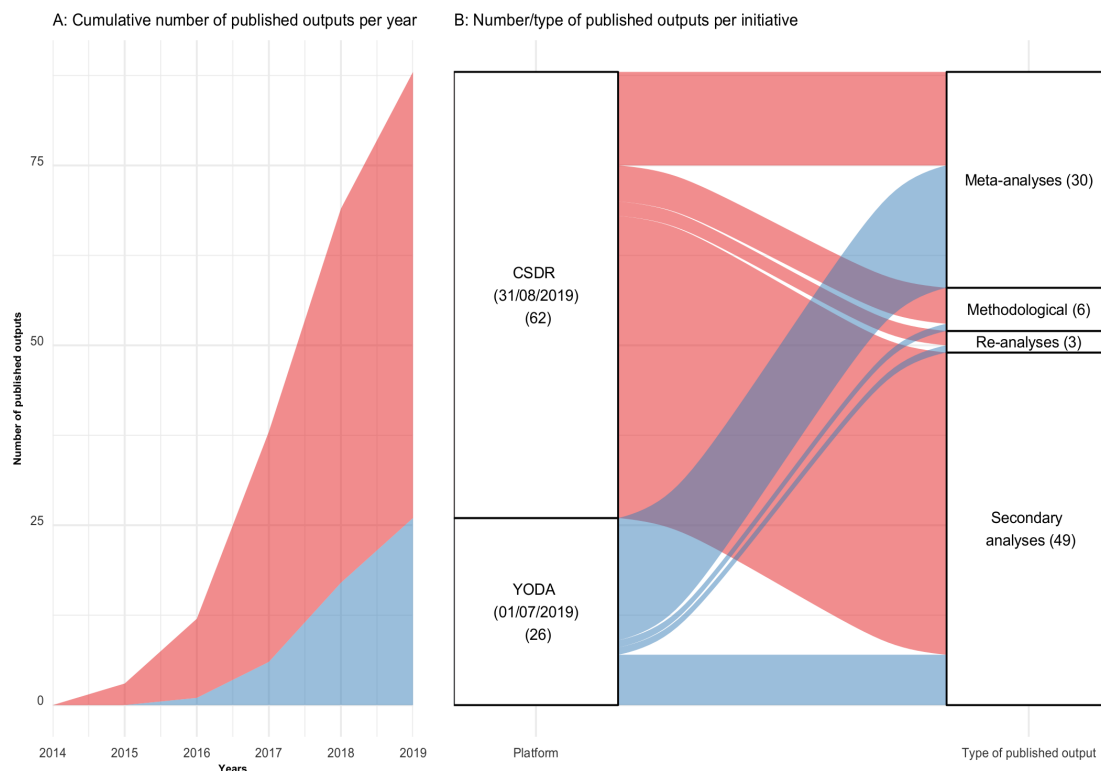 A: Cumulative number of published outputs per year
B: Number/type of published outputs per initiative
Number of published outputs
75
50
25
0
2014 2015 2016 2017 2018 2019
Years
CSDR
(31/08/2019)
(62)
YODA
(01/07/2019)
(26)
Meta-analyses (30)
Methodological (6)
Re-analyses (3)
Secondary
analyses (49)
Platform
Type of published output